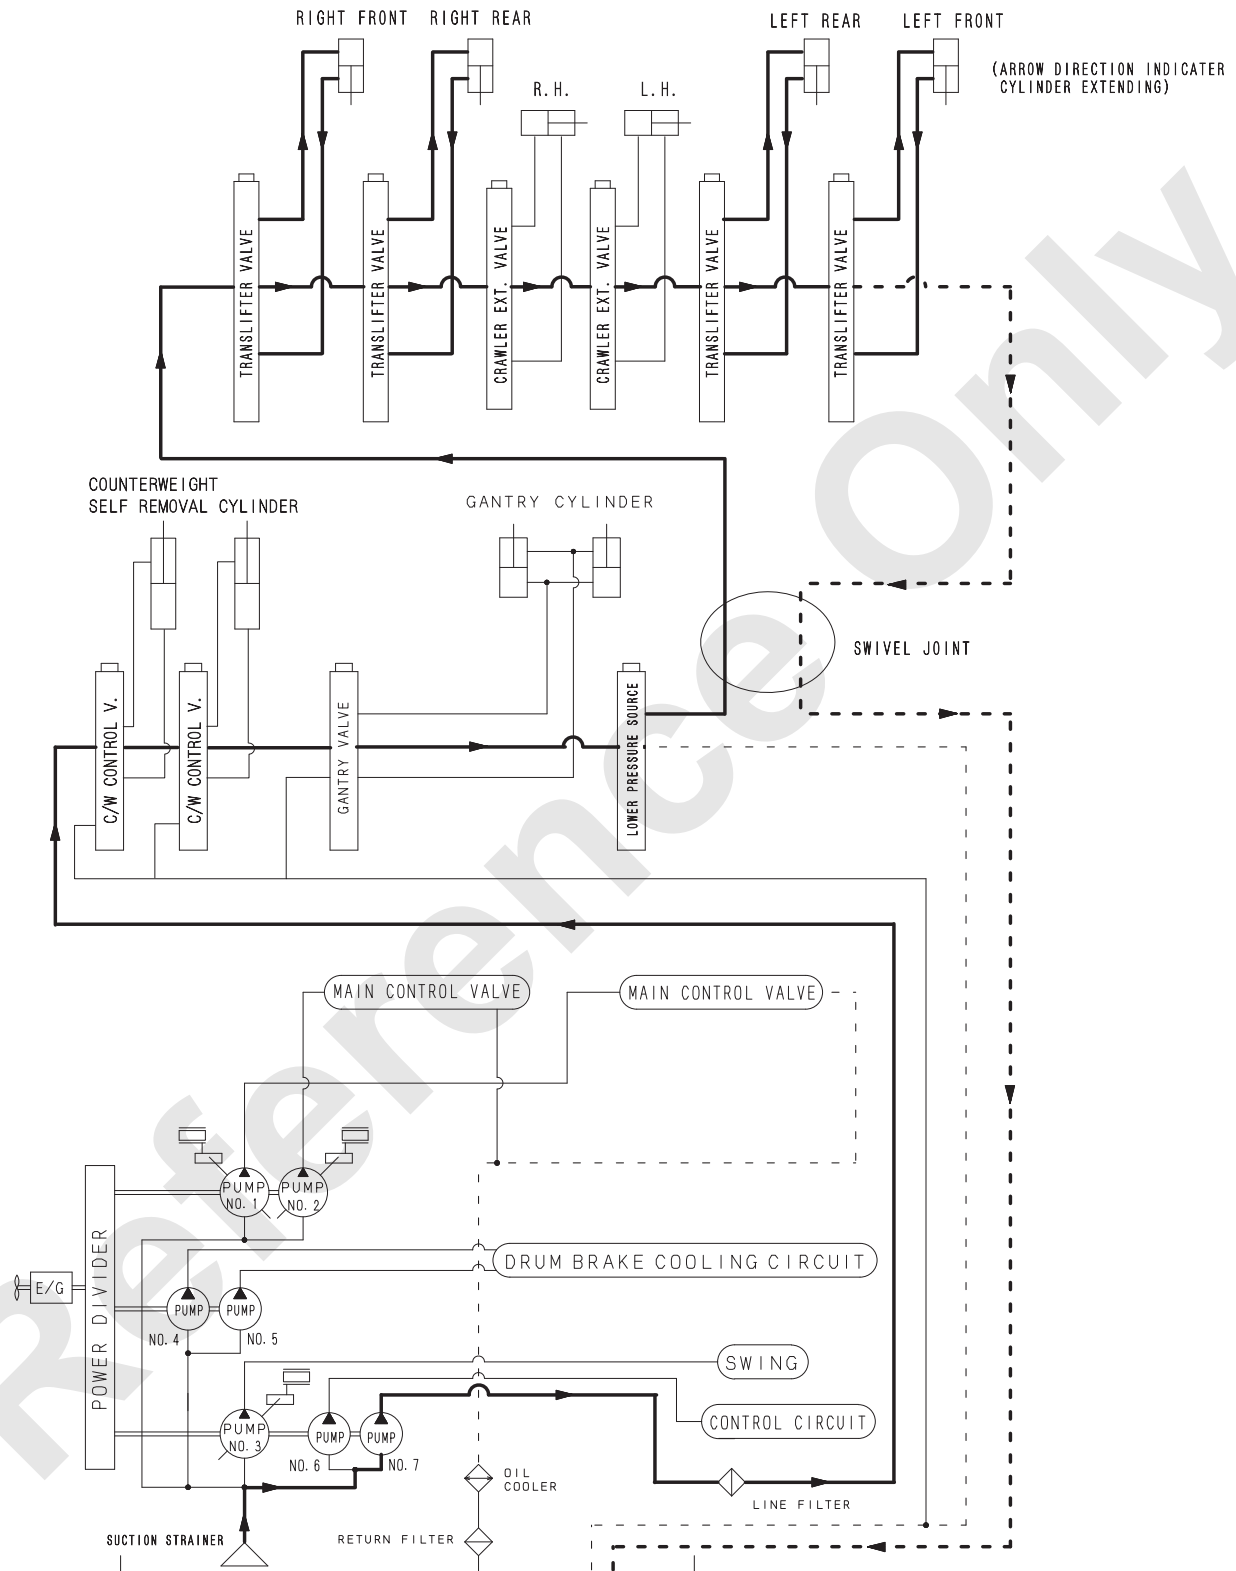 RIGHT FRONT RIGHT REAR LEFT REAR LEFT FRONT
(ARROW DIRECTION INDICATER
CYLINDER EXTENDING)
R.H. L.H.
TRANSLIFTER VALVE
TRANSLIFTER VALVE
CRAWLER EXT. VALVE
CRAWLER EXT. VALVE
TRANSLIFTER VALVE
TRANSLIFTER VALVE
COUNTERWEIGHT
SELF REMOVAL CYLINDER
GANTRY CYLINDER
SWIVEL JOINT
C/W CONTROL V.
C/W CONTROL V.
GANTRY VALVE
LOWER PRESSURE SOURCE
MAIN CONTROL VALVE
MAIN CONTROL VALVE
PUMP
NO. 1
PUMP
NO. 2
POWER DIVIDER
E/G
DRUM BRAKE COOLING CIRCUIT
PUMP
NO. 4
PUMP
NO. 5
SWING
CONTROL CIRCUIT
PUMP
NO. 3
PUMP
NO. 6
PUMP
NO. 7
OIL
COOLER
LINE FILTER
SUCTION STRAINER
RETURN FILTER
Reference Only